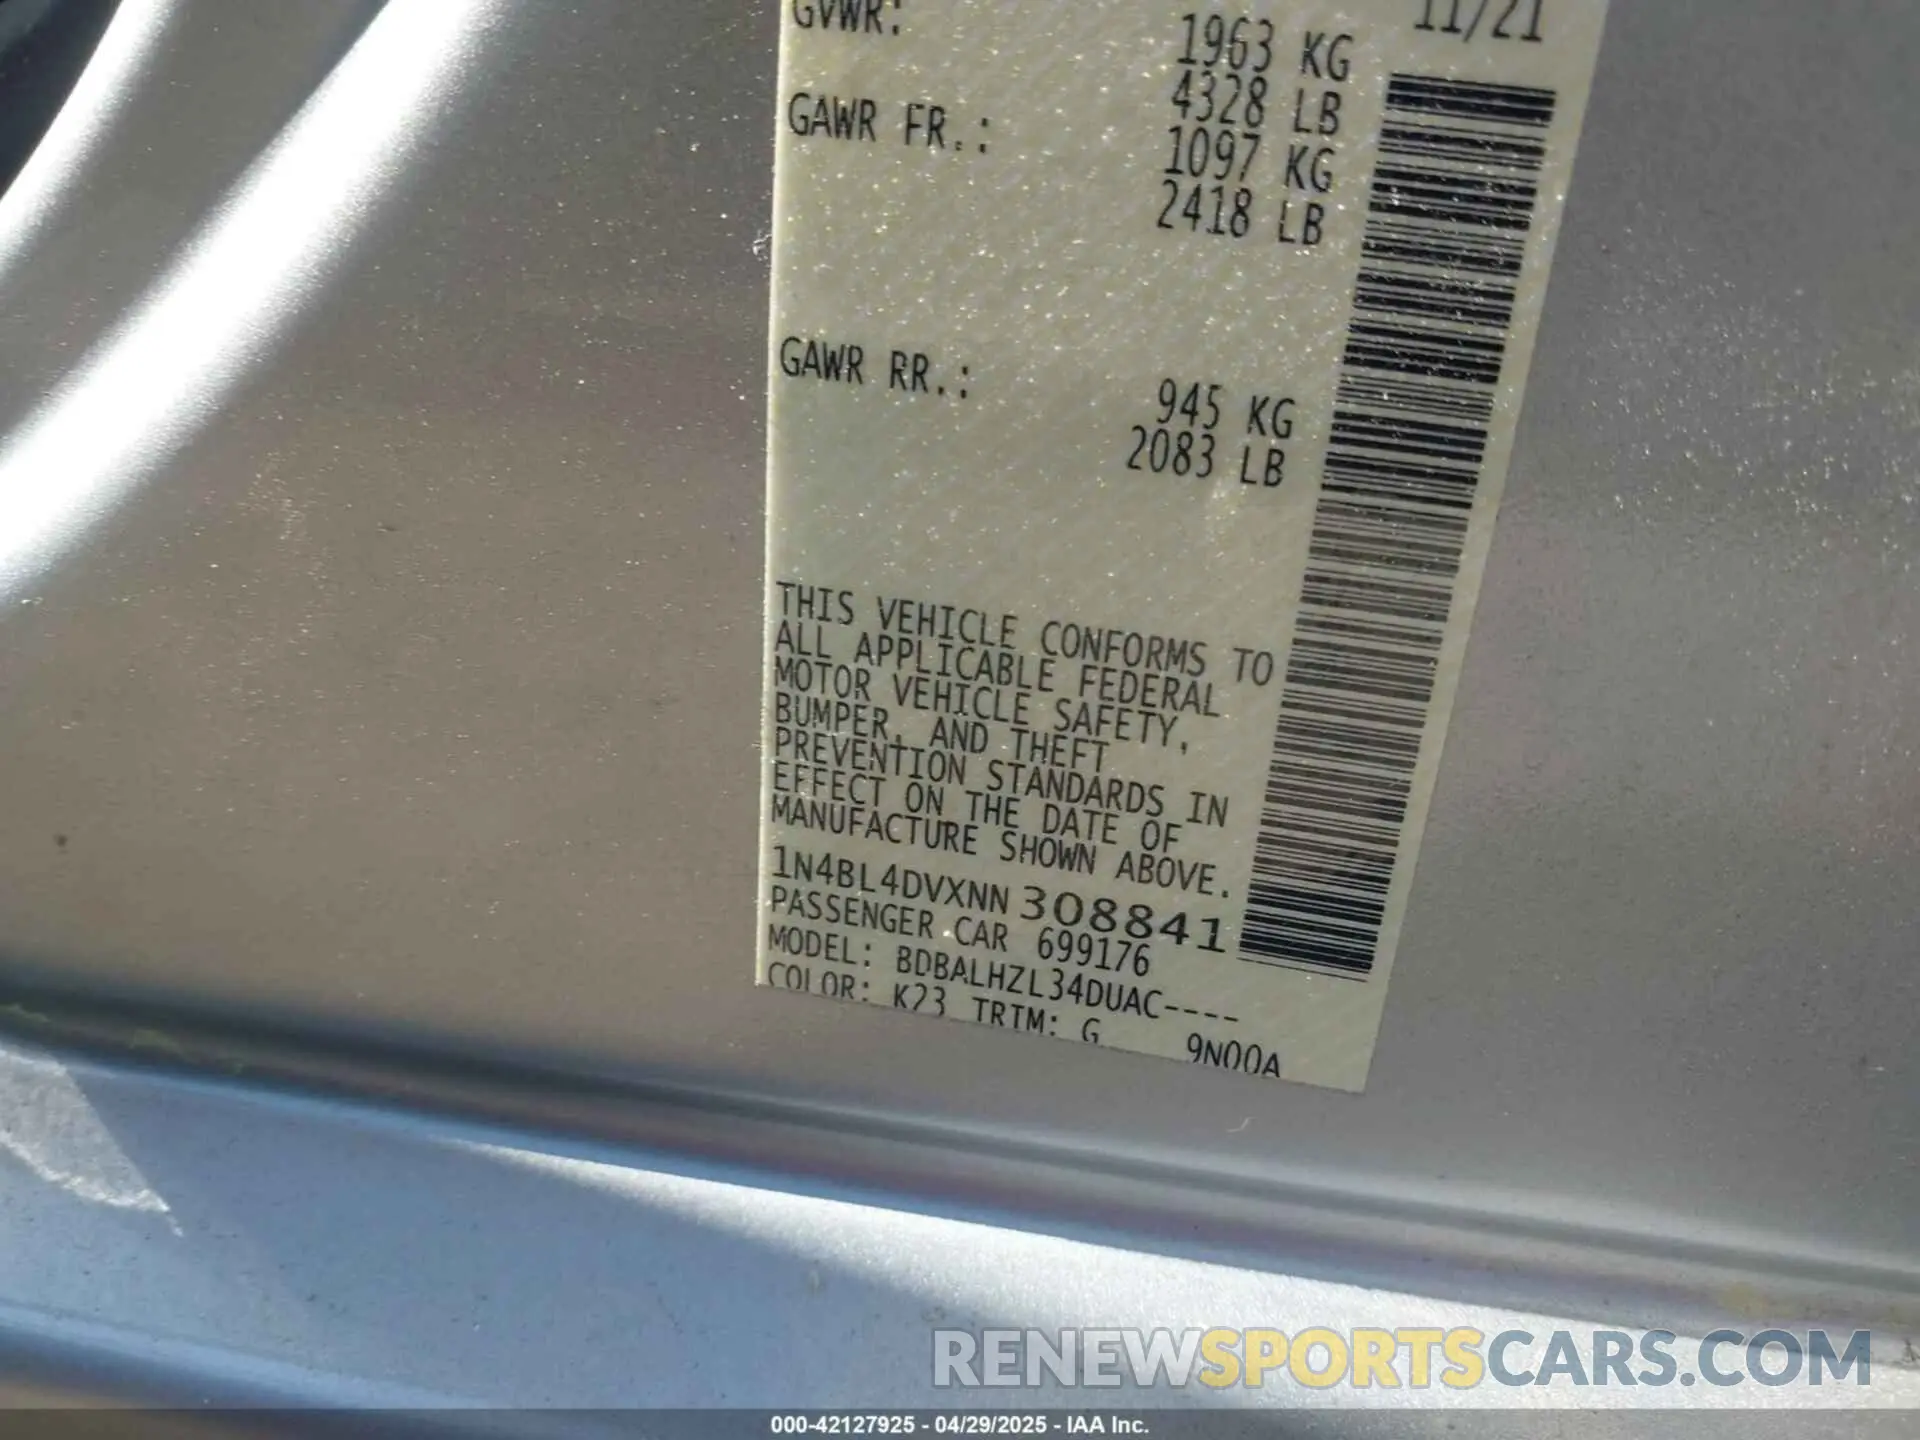 11/21
GVWR: 1963 KG
4328 LB
GAWR FR.: 1097 KG
2418 LB
GAWR RR.: 945 KG
2083 LB
THIS VEHICLE CONFORMS TO
ALL APPLICABLE FEDERAL
MOTOR VEHICLE SAFETY,
BUMPER, AND THEFT
PREVENTION STANDARDS IN
EFFECT ON THE DATE OF
MANUFACTURE SHOWN ABOVE.
1N4BL4DVXNN308841
PASSENGER CAR 699176
MODEL: BDBALHZL34DUAC----
COLOR: K23 TRIM: G 9N00A
RENEWSPORTSCARS.COM
000-42127925 - 04/29/2025 - IAA Inc.